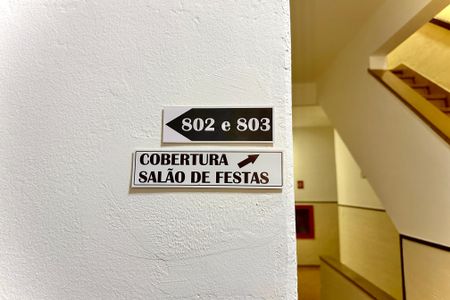 802 e 803
COBERTURA
SALÃO DE FESTAS